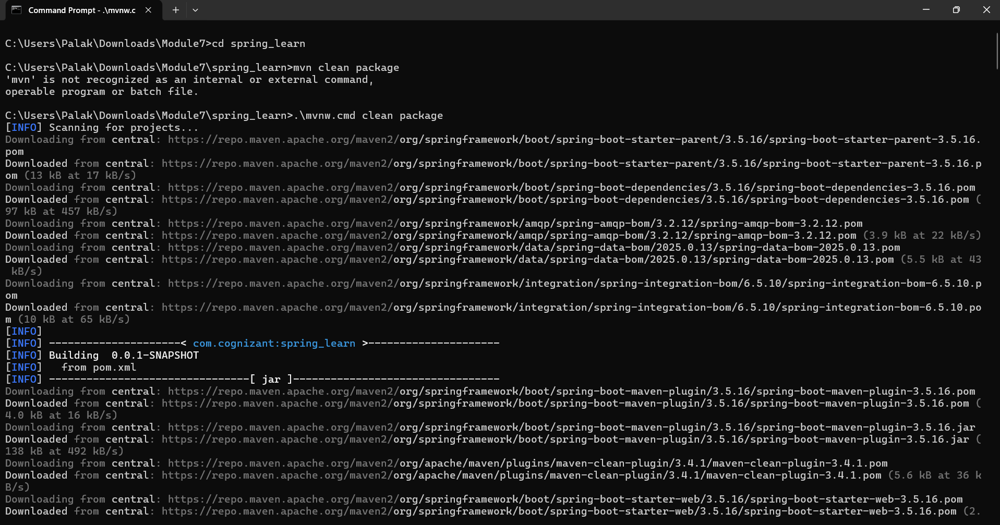 Command Prompt - .\mvnw.c
C:\Users\Palak\Downloads\Module7>cd spring_learn
C:\Users\Palak\Downloads\Module7\spring_learn>mvn clean package
'mvn' is not recognized as an internal or external command,
operable program or batch file.
C:\Users\Palak\Downloads\Module7\spring_learn>.\mvnw.cmd clean package
[INFO] Scanning for projects...
Downloading from central: https://repo.maven.apache.org/maven2/org/springframework/boot/spring-boot-starter-parent/3.5.16/spring-boot-starter-parent-3.5.16.
pom
Downloaded from central: https://repo.maven.apache.org/maven2/org/springframework/boot/spring-boot-starter-parent/3.5.16/spring-boot-starter-parent-3.5.16.p
om (13 kB at 17 kB/s)
Downloading from central: https://repo.maven.apache.org/maven2/org/springframework/boot/spring-boot-dependencies/3.5.16/spring-boot-dependencies-3.5.16.pom
Downloaded from central: https://repo.maven.apache.org/maven2/org/springframework/boot/spring-boot-dependencies/3.5.16/spring-boot-dependencies-3.5.16.pom (
97 kB at 457 kB/s)
Downloading from central: https://repo.maven.apache.org/maven2/org/springframework/amqp/spring-amqp-bom/3.2.12/spring-amqp-bom-3.2.12.pom
Downloaded from central: https://repo.maven.apache.org/maven2/org/springframework/amqp/spring-amqp-bom/3.2.12/spring-amqp-bom-3.2.12.pom (3.9 kB at 22 kB/s)
Downloading from central: https://repo.maven.apache.org/maven2/org/springframework/data/spring-data-bom/2025.0.13/spring-data-bom-2025.0.13.pom
Downloaded from central: https://repo.maven.apache.org/maven2/org/springframework/data/spring-data-bom/2025.0.13/spring-data-bom-2025.0.13.pom (5.5 kB at 43
 kB/s)
Downloading from central: https://repo.maven.apache.org/maven2/org/springframework/integration/spring-integration-bom/6.5.10/spring-integration-bom-6.5.10.p
om
Downloaded from central: https://repo.maven.apache.org/maven2/org/springframework/integration/spring-integration-bom/6.5.10/spring-integration-bom-6.5.10.po
m (10 kB at 65 kB/s)
[INFO]
[INFO] ---------------------< com.cognizant:spring_learn >---------------------
[INFO] Building  0.0.1-SNAPSHOT
[INFO]   from pom.xml
[INFO] --------------------------------[ jar ]---------------------------------
Downloading from central: https://repo.maven.apache.org/maven2/org/springframework/boot/spring-boot-maven-plugin/3.5.16/spring-boot-maven-plugin-3.5.16.pom
Downloaded from central: https://repo.maven.apache.org/maven2/org/springframework/boot/spring-boot-maven-plugin/3.5.16/spring-boot-maven-plugin-3.5.16.pom (
4.0 kB at 16 kB/s)
Downloading from central: https://repo.maven.apache.org/maven2/org/springframework/boot/spring-boot-maven-plugin/3.5.16/spring-boot-maven-plugin-3.5.16.jar
Downloaded from central: https://repo.maven.apache.org/maven2/org/springframework/boot/spring-boot-maven-plugin/3.5.16/spring-boot-maven-plugin-3.5.16.jar (
138 kB at 492 kB/s)
Downloading from central: https://repo.maven.apache.org/maven2/org/apache/maven/plugins/maven-clean-plugin/3.4.1/maven-clean-plugin-3.4.1.pom
Downloaded from central: https://repo.maven.apache.org/maven2/org/apache/maven/plugins/maven-clean-plugin/3.4.1/maven-clean-plugin-3.4.1.pom (5.6 kB at 36 k
B/s)
Downloading from central: https://repo.maven.apache.org/maven2/org/springframework/boot/spring-boot-starter-web/3.5.16/spring-boot-starter-web-3.5.16.pom
Downloaded from central: https://repo.maven.apache.org/maven2/org/springframework/boot/spring-boot-starter-web/3.5.16/spring-boot-starter-web-3.5.16.pom (2.